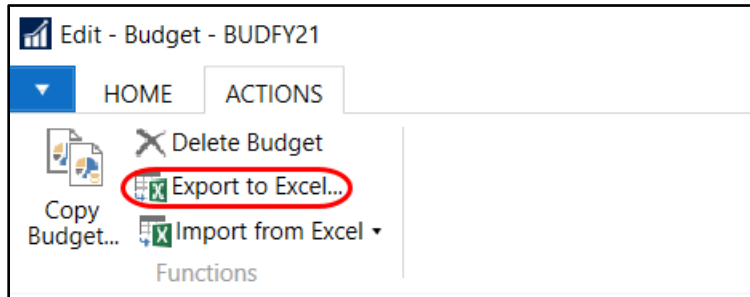 Edit - Budget - BUDFY21
HOME ACTIONS
Copy Budget...
Delete Budget
Export to Excel...
Import from Excel
Functions